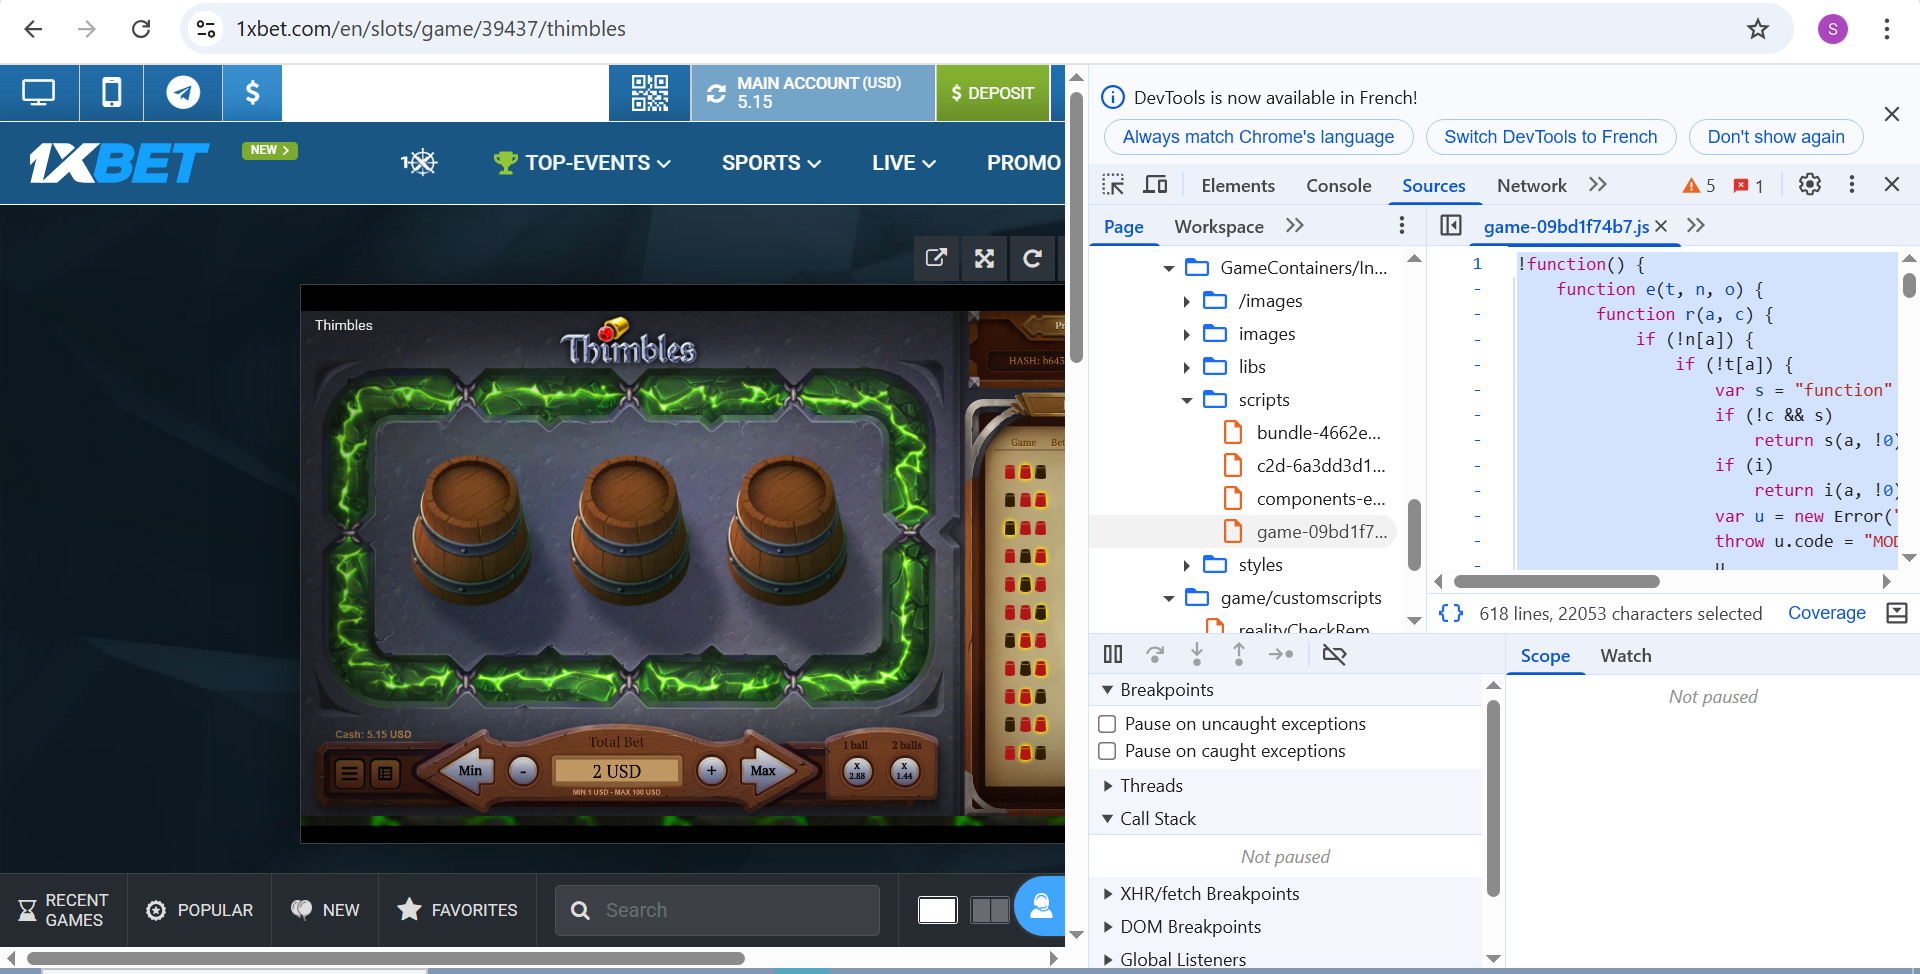 1xbet.com/en/slots/game/39437/thimbles
S
MAIN ACCOUNT (USD)
5.15
$ DEPOSIT
1XBET
NEW
TOP-EVENTS
SPORTS
LIVE
PROMO
Thimbles
Thimbles
HASH: b643
Game Bet
Cash: 5.15 USD
Total Bet
Min
-
2 USD
+
Max
MIN 1 USD - MAX 100 USD
1 ball
2 balls
X
2.88
X
1.44
RECENT
GAMES
POPULAR
NEW
FAVORITES
Search
DevTools is now available in French!
Always match Chrome's language
Switch DevTools to French
Don't show again
Elements
Console
Sources
Network
5
1
Page
Workspace
game-09bd1f74b7.js
GameContainers/In...
/images
images
libs
scripts
bundle-4662e...
c2d-6a3dd3d1...
components-e...
game-09bd1f7...
styles
game/customscripts
realityCheckRem
1
!function() {
- function e(t, n, o) {
- function r(a, c) {
- if (!n[a]) {
- if (!t[a]) {
- var s = "function"
- if (!c && s)
- return s(a, !0)
- if (i)
- return i(a, !0)
- var u = new Error("
- throw u.code = "MOD
- u
{} 618 lines, 22053 characters selected
Coverage
Breakpoints
Pause on uncaught exceptions
Pause on caught exceptions
Threads
Call Stack
Not paused
XHR/fetch Breakpoints
DOM Breakpoints
Global Listeners
Scope
Watch
Not paused